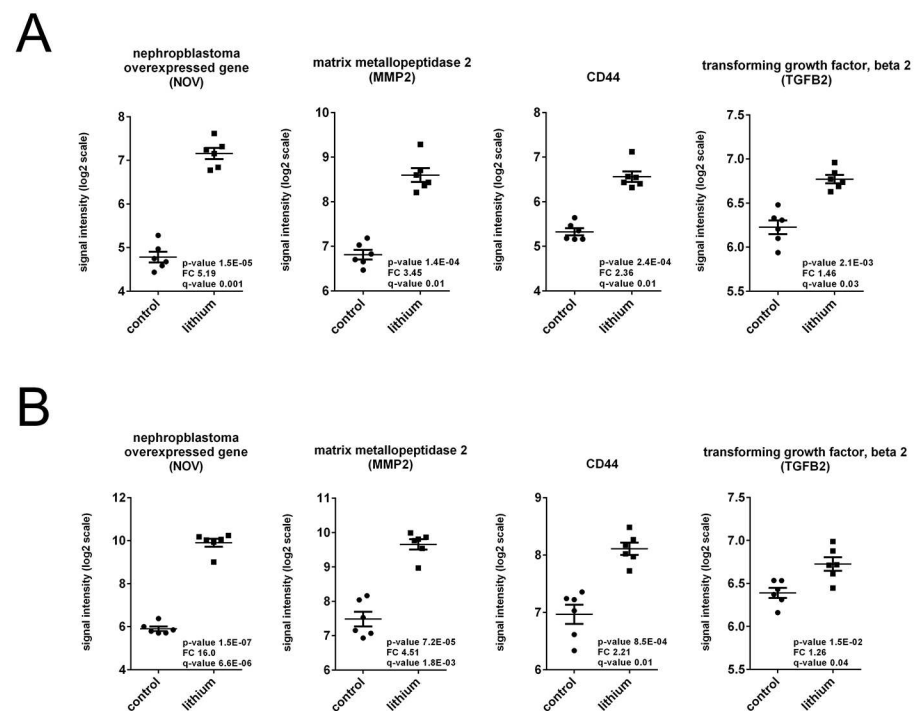 A
nephropblastoma
overexpressed gene
(NOV)
signal intensity (log2 scale)
8
7
6
5
4
p-value 1.5E-05
FC 5.19
q-value 0.001
control
lithium
matrix metallopeptidase 2
(MMP2)
signal intensity (log2 scale)
10
9
8
7
6
p-value 1.4E-04
FC 3.45
q-value 0.01
control
lithium
CD44
signal intensity (log2 scale)
8
7
6
5
4
p-value 2.4E-04
FC 2.36
q-value 0.01
control
lithium
transforming growth factor, beta 2
(TGFB2)
signal intensity (log2 scale)
7.5
7.0
6.5
6.0
5.5
p-value 2.1E-03
FC 1.46
q-value 0.03
control
lithium
B
nephropblastoma
overexpressed gene
(NOV)
signal intensity (log2 scale)
12
10
8
6
4
p-value 1.5E-07
FC 16.0
q-value 6.6E-06
control
lithium
matrix metallopeptidase 2
(MMP2)
signal intensity (log2 scale)
11
10
9
8
7
6
p-value 7.2E-05
FC 4.51
q-value 1.8E-03
control
lithium
CD44
signal intensity (log2 scale)
9
8
7
6
p-value 8.5E-04
FC 2.21
q-value 0.01
control
lithium
transforming growth factor, beta 2
(TGFB2)
signal intensity (log2 scale)
7.5
7.0
6.5
6.0
5.5
p-value 1.5E-02
FC 1.26
q-value 0.04
control
lithium